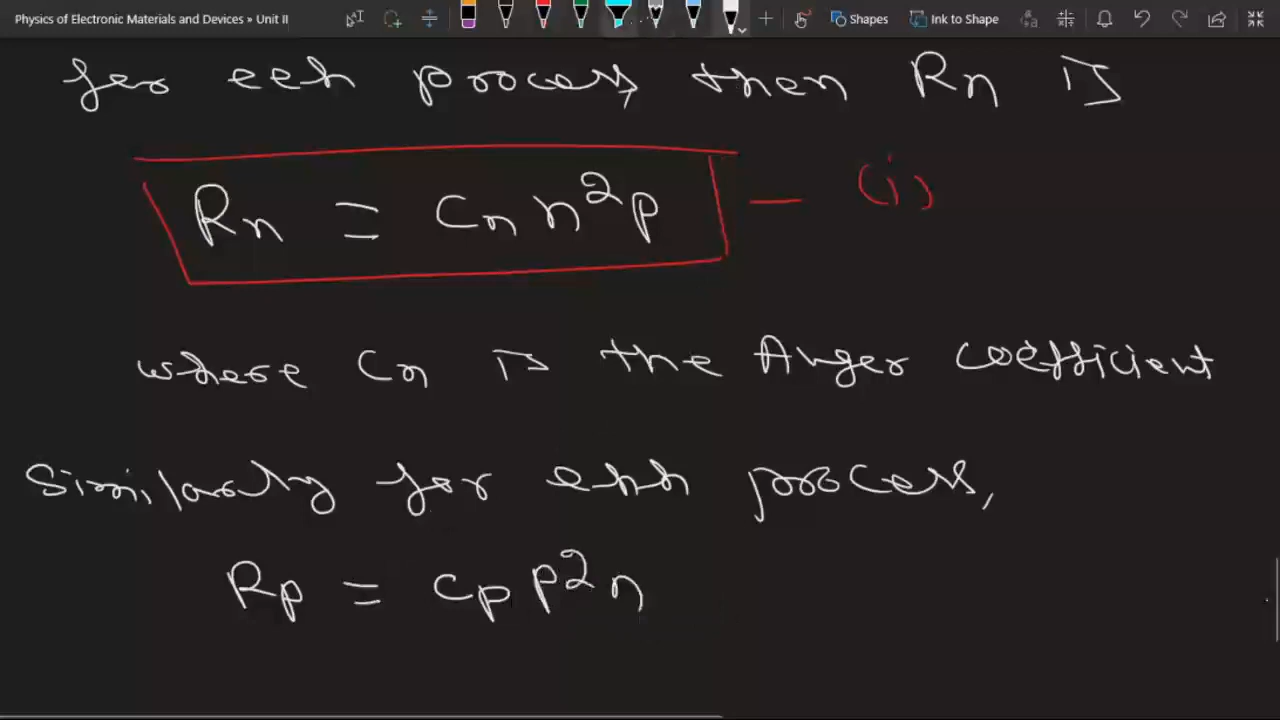 Physics of Electronic Materials and Devices » Unit II
Shapes
Ink to Shape
for eeh process, then Rn is
Rn = Cn n²p — (i)
where Cn is the Auger coefficient
Similarly for ehh process,
Rp = Cp p²n